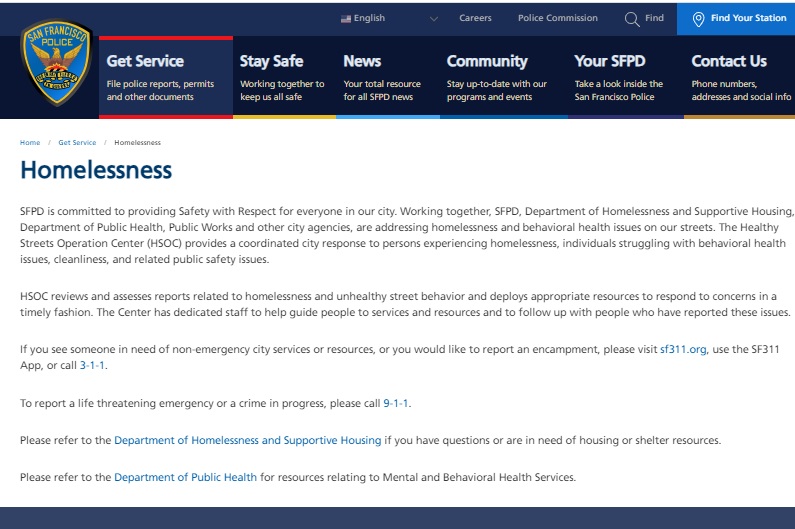 English
Careers
Police Commission
Find
Find Your Station
SAN FRANCISCO
POLICE
Get Service
File police reports, permits
and other documents
Stay Safe
Working together to
keep us all safe
News
Your total resource
for all SFPD news
Community
Stay up-to-date with our
programs and events
Your SFPD
Take a look inside the
San Francisco Police
Contact Us
Phone numbers,
addresses and social info
Home / Get Service / Homelessness
Homelessness
SFPD is committed to providing Safety with Respect for everyone in our city. Working together, SFPD, Department of Homelessness and Supportive Housing,
Department of Public Health, Public Works and other city agencies, are addressing homelessness and behavioral health issues on our streets. The Healthy
Streets Operation Center (HSOC) provides a coordinated city response to persons experiencing homelessness, individuals struggling with behavioral health
issues, cleanliness, and related public safety issues.
HSOC reviews and assesses reports related to homelessness and unhealthy street behavior and deploys appropriate resources to respond to concerns in a
timely fashion. The Center has dedicated staff to help guide people to services and resources and to follow up with people who have reported these issues.
If you see someone in need of non-emergency city services or resources, or you would like to report an encampment, please visit sf311.org, use the SF311
App, or call 3-1-1.
To report a life threatening emergency or a crime in progress, please call 9-1-1.
Please refer to the Department of Homelessness and Supportive Housing if you have questions or are in need of housing or shelter resources.
Please refer to the Department of Public Health for resources relating to Mental and Behavioral Health Services.